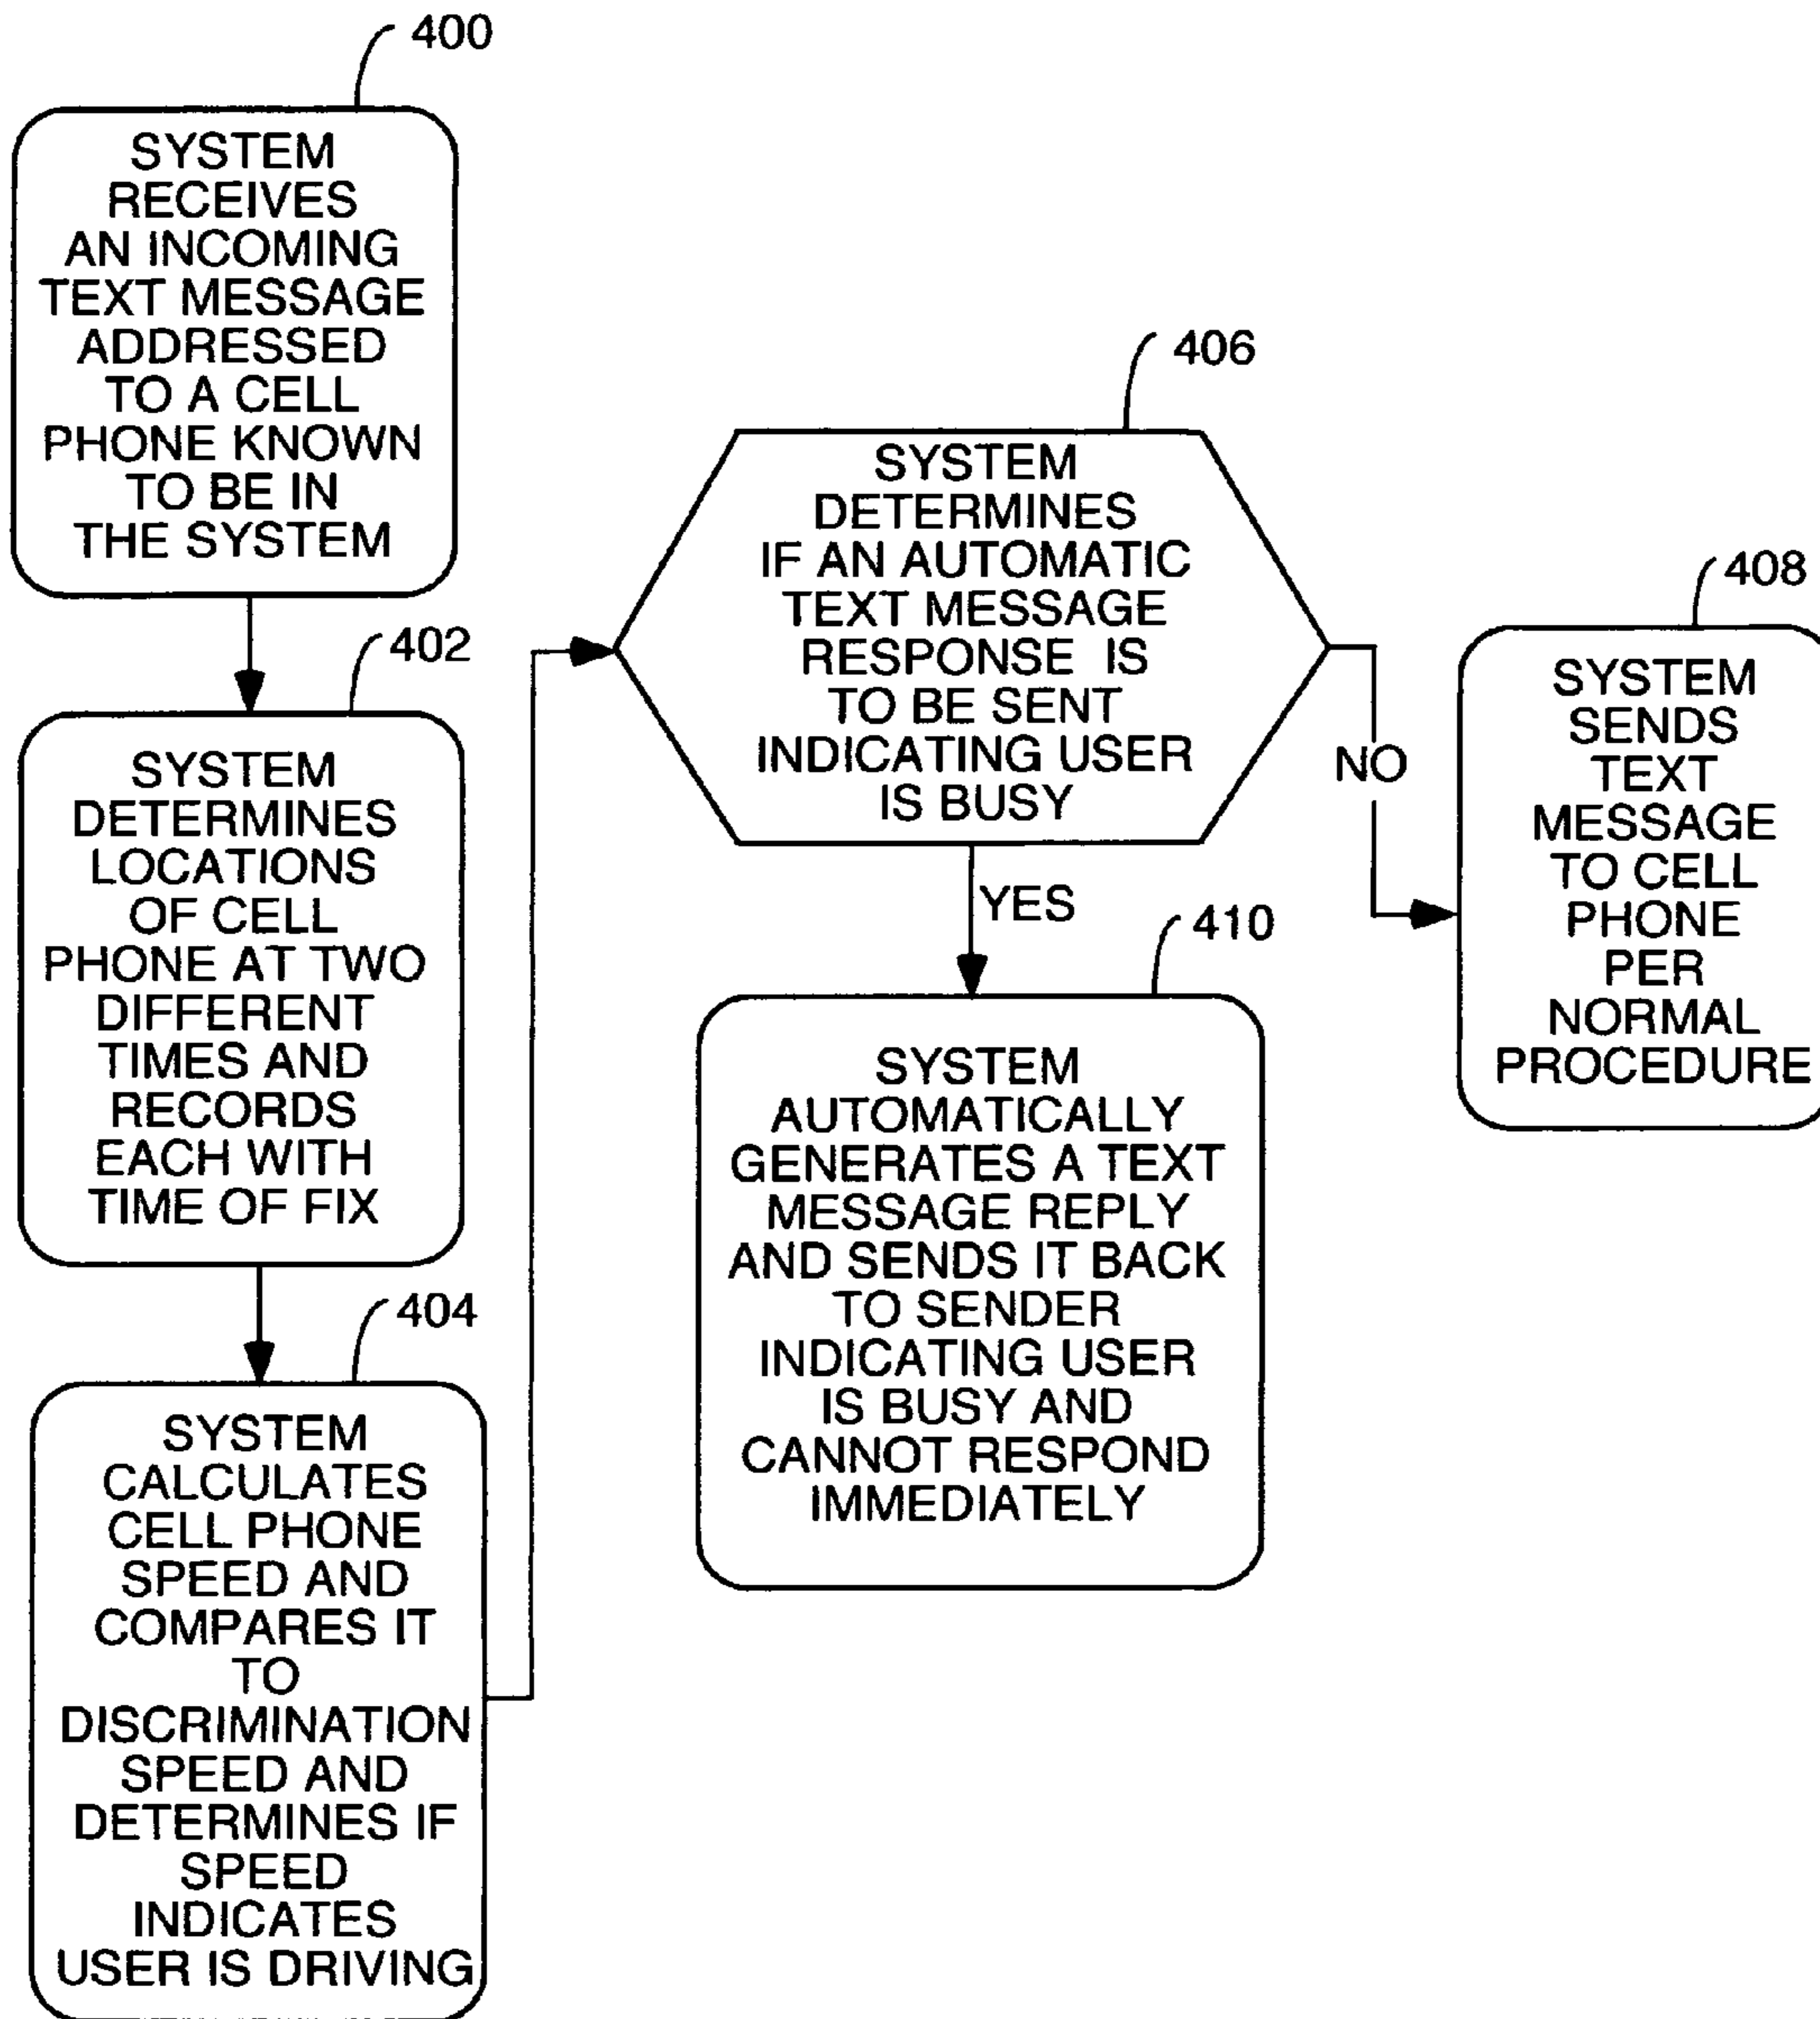 400
SYSTEM
RECEIVES
AN INCOMING
TEXT MESSAGE
ADDRESSED
TO A CELL
PHONE KNOWN
TO BE IN
THE SYSTEM
402
SYSTEM
DETERMINES
LOCATIONS
OF CELL
PHONE AT TWO
DIFFERENT
TIMES AND
RECORDS
EACH WITH
TIME OF FIX
404
SYSTEM
CALCULATES
CELL PHONE
SPEED AND
COMPARES IT
TO
DISCRIMINATION
SPEED AND
DETERMINES IF
SPEED
INDICATES
USER IS DRIVING
406
SYSTEM
DETERMINES
IF AN AUTOMATIC
TEXT MESSAGE
RESPONSE IS
TO BE SENT
INDICATING USER
IS BUSY
NO
YES
408
SYSTEM
SENDS
TEXT
MESSAGE
TO CELL
PHONE
PER
NORMAL
PROCEDURE
410
SYSTEM
AUTOMATICALLY
GENERATES A TEXT
MESSAGE REPLY
AND SENDS IT BACK
TO SENDER
INDICATING USER
IS BUSY AND
CANNOT RESPOND
IMMEDIATELY